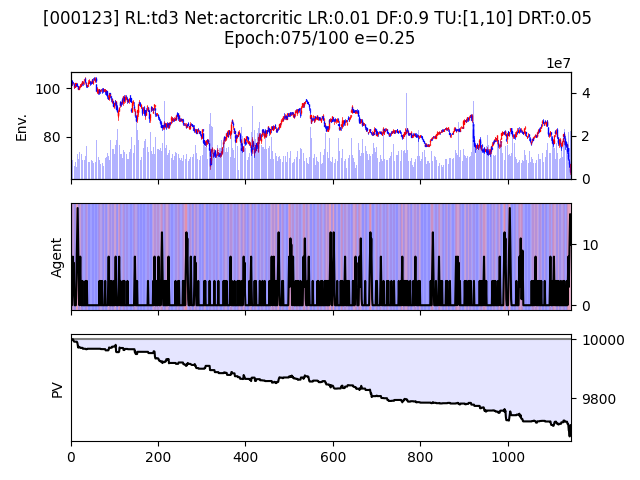 [000123] RL:td3 Net:actorcritic LR:0.01 DF:0.9 TU:[1,10] DRT:0.05
Epoch:075/100 e=0.25
1e7
Env.
100
80
4
2
0
Agent
10
0
PV
10000
9800
0 200 400 600 800 1000